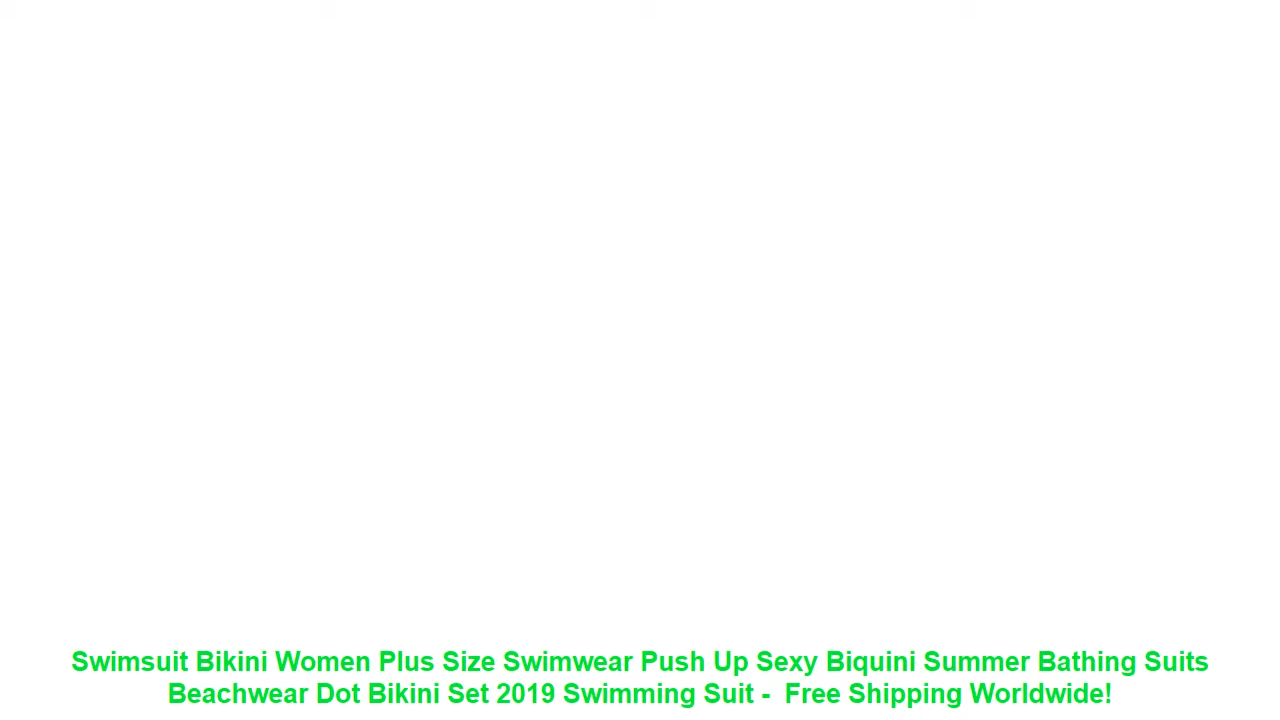 Swimsuit Bikini Women Plus Size Swimwear Push Up Sexy Biquini Summer Bathing Suits
Beachwear Dot Bikini Set 2019 Swimming Suit -  Free Shipping Worldwide!